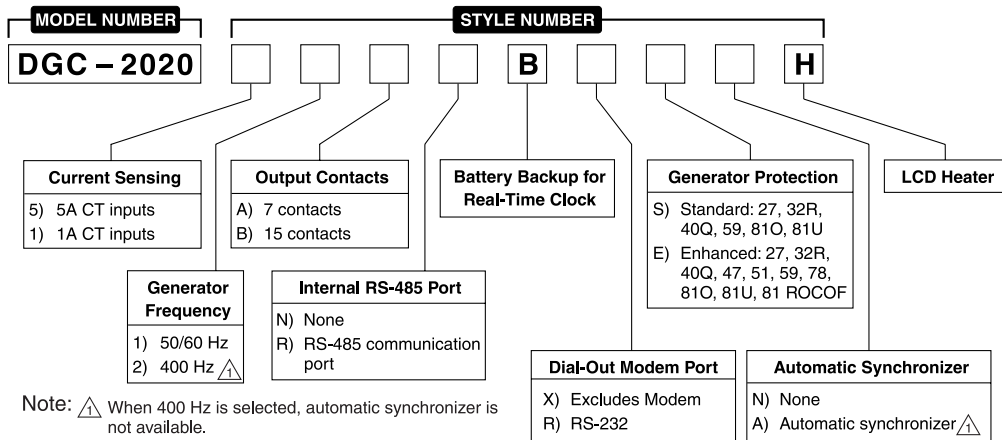 MODEL NUMBER
STYLE NUMBER
DGC – 2020
B
H
Current Sensing
5) 5A CT inputs
1) 1A CT inputs
Generator
Frequency
1) 50/60 Hz
2) 400 Hz 1
Output Contacts
A) 7 contacts
B) 15 contacts
Internal RS-485 Port
N) None
R) RS-485 communication
port
Battery Backup for
Real-Time Clock
Dial-Out Modem Port
X) Excludes Modem
R) RS-232
Generator Protection
S) Standard: 27, 32R,
40Q, 59, 81O, 81U
E) Enhanced: 27, 32R,
40Q, 47, 51, 59, 78,
81O, 81U, 81 ROCOF
Automatic Synchronizer
N) None
A) Automatic synchronizer 1
LCD Heater
Note: 1 When 400 Hz is selected, automatic synchronizer is
not available.